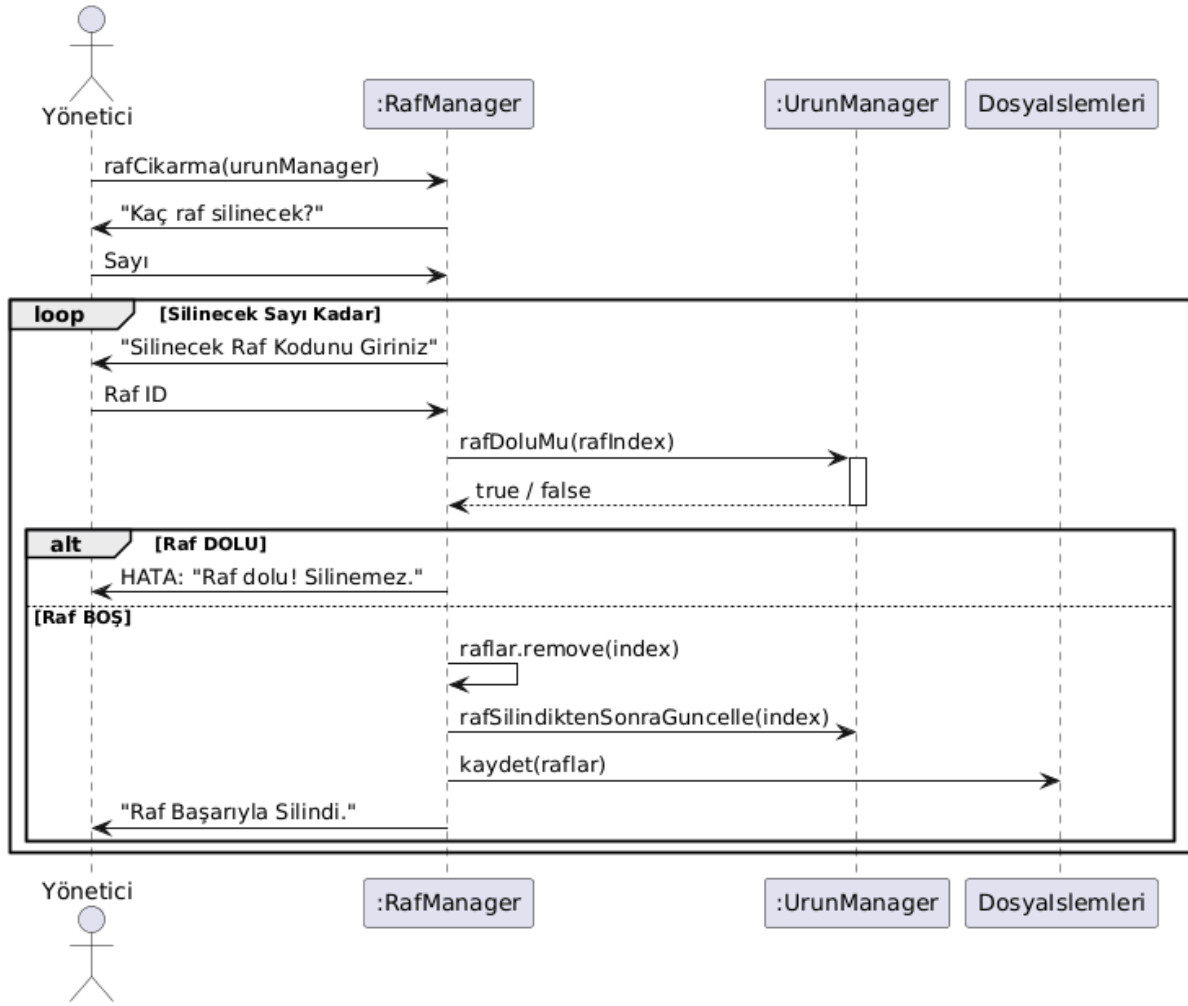 Yönetici
:RafManager
:UrunManager
DosyaIslemleri
rafCikarma(urunManager)
"Kaç raf silinecek?"
Sayı
loop
[Silinecek Sayı Kadar]
"Silinecek Raf Kodunu Giriniz"
Raf ID
rafDoluMu(rafIndex)
true / false
alt
[Raf DOLU]
HATA: "Raf dolu! Silinemez."
[Raf BOŞ]
raflar.remove(index)
rafSilindiktenSonraGuncelle(index)
kaydet(raflar)
"Raf Başarıyla Silindi."
Yönetici
:RafManager
:UrunManager
DosyaIslemleri